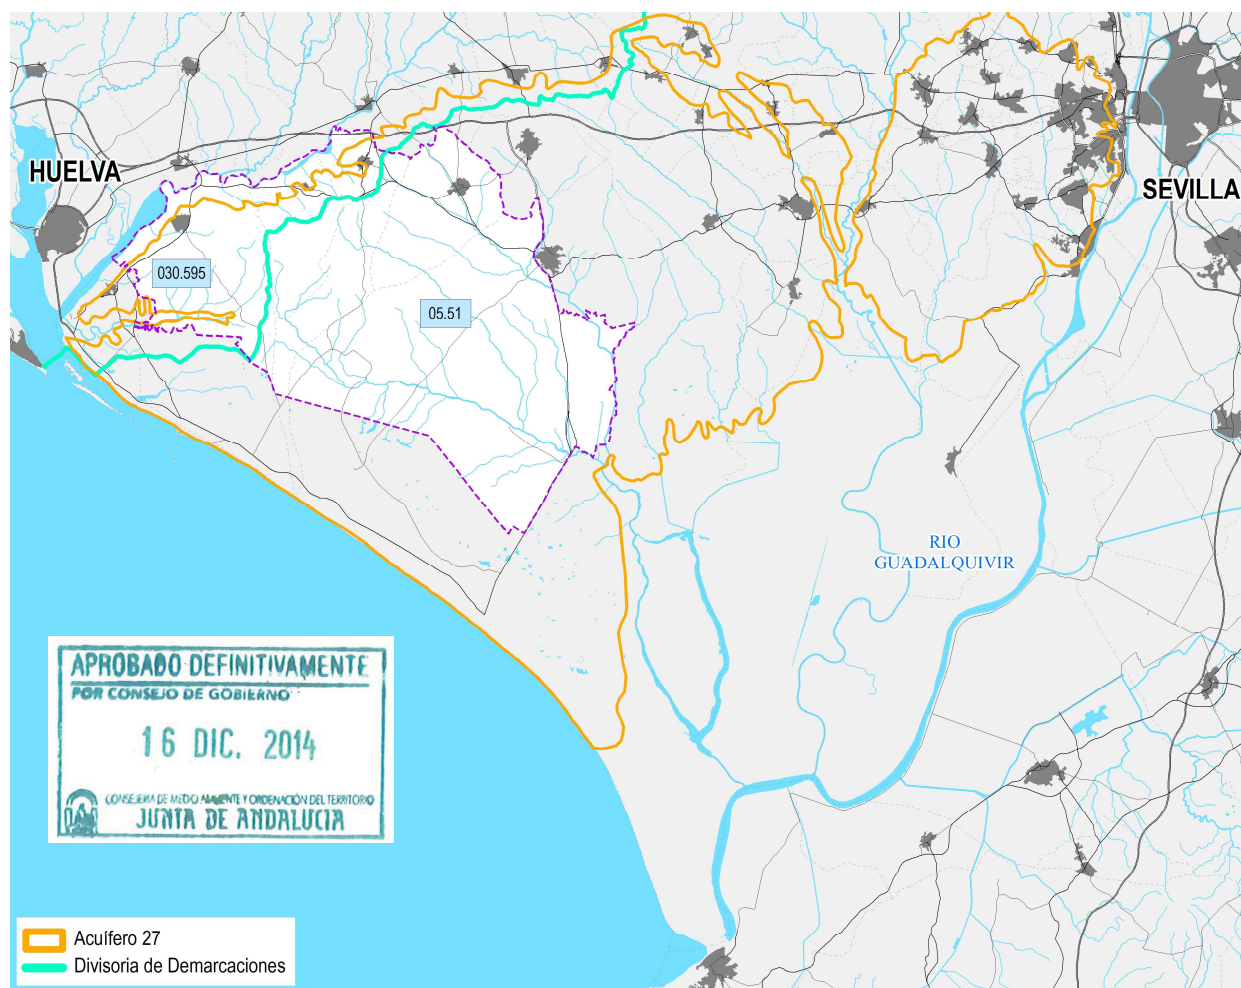 HUELVA
SEVILLA
030.595
05.51
RIO
GUADALQUIVIR
APROBADO DEFINITIVAMENTE
POR CONSEJO DE GOBIERNO
16 DIC. 2014
CONSEJERIA DE MEDIO AMBIENTE Y ORDENACIÓN DEL TERRITORIO
JUNTA DE ANDALUCIA
Acuífero 27
Divisoria de Demarcaciones